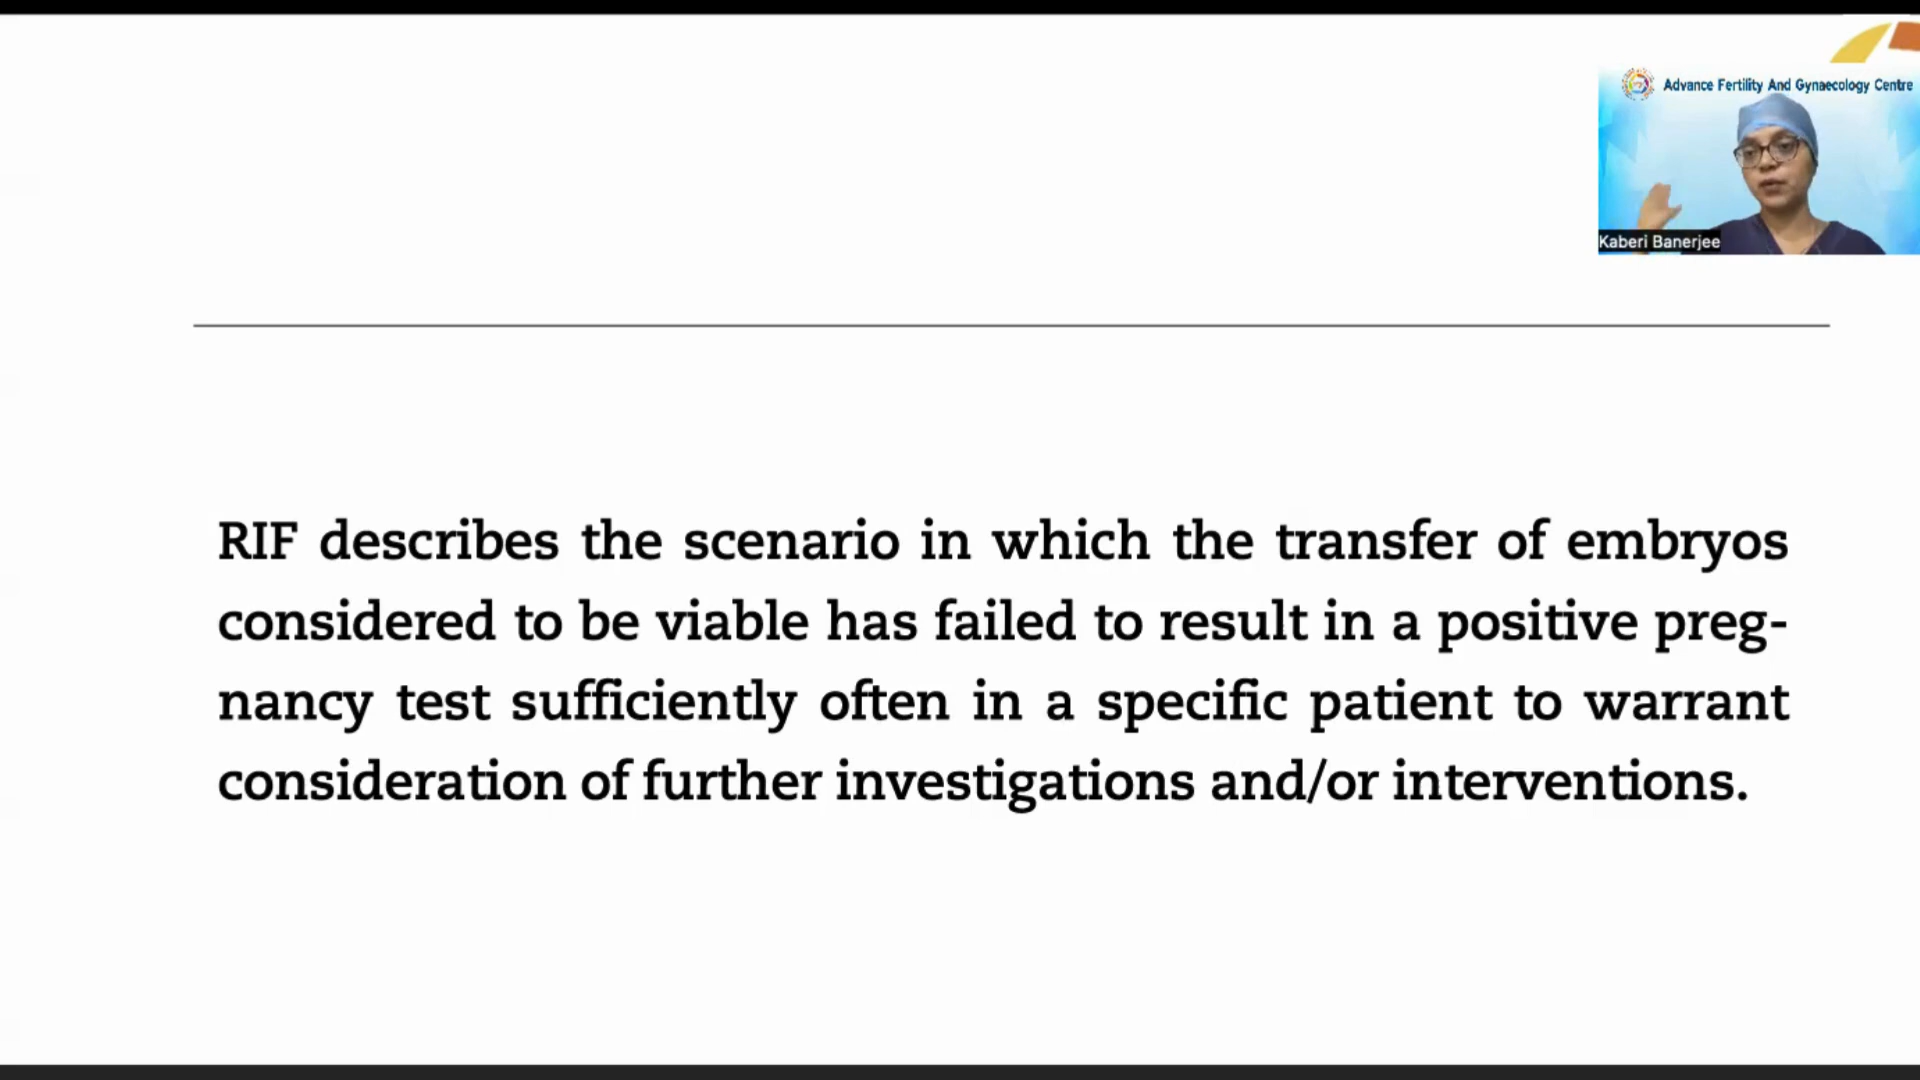 Advance Fertility And Gynaecology Centre
Kaberi Banerjee
RIF describes the scenario in which the transfer of embryos
considered to be viable has failed to result in a positive preg-
nancy test sufficiently often in a specific patient to warrant
consideration of further investigations and/or interventions.